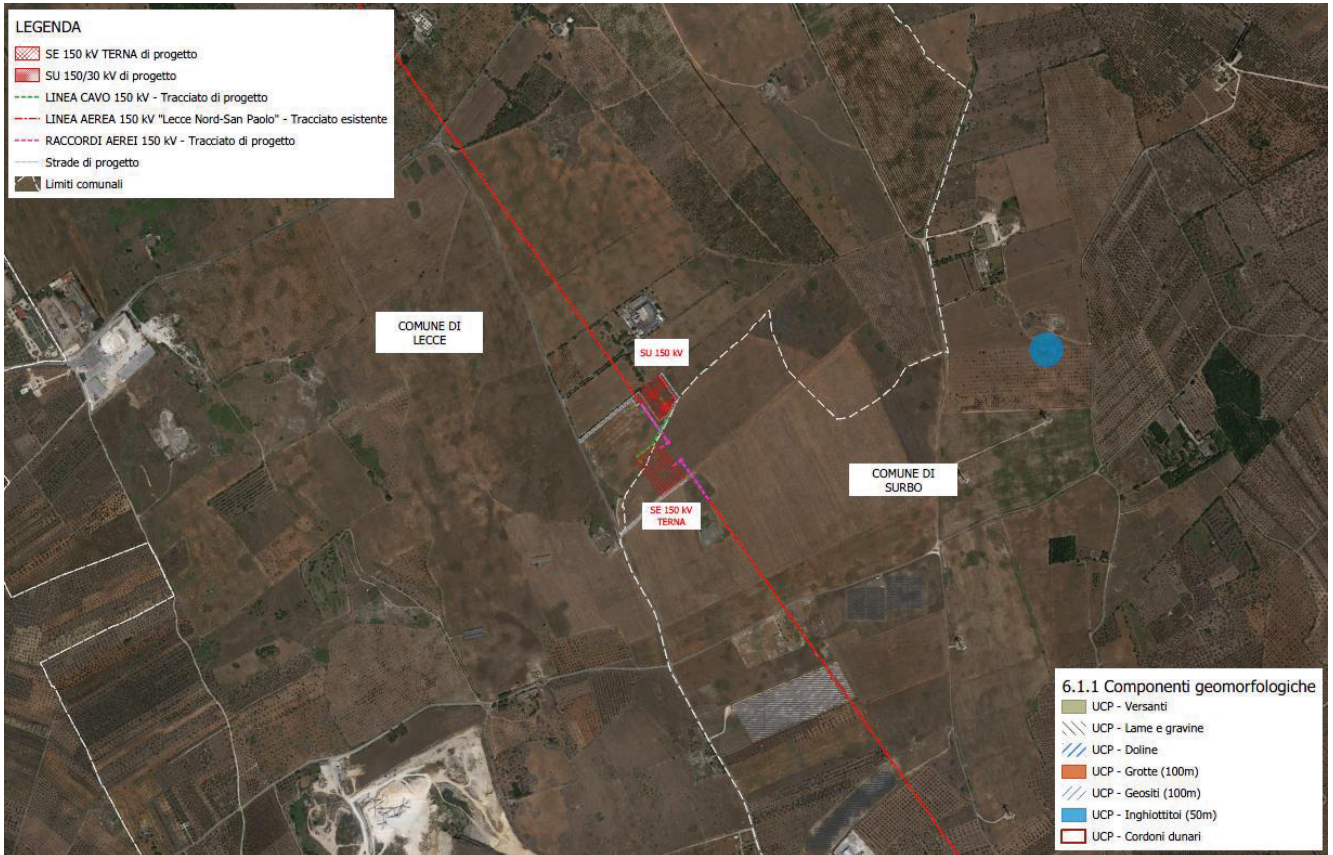 LEGENDA
SE 150 kV TERNA di progetto
SU 150/30 kV di progetto
LINEA CAVO 150 kV - Tracciato di progetto
LINEA AEREA 150 kV "Lecce Nord-San Paolo" - Tracciato esistente
RACCORDI AEREI 150 kV - Tracciato di progetto
Strade di progetto
Limiti comunali
COMUNE DI
LECCE
SU 150 kV
COMUNE DI
SURBO
SE 150 kV
TERNA
6.1.1 Componenti geomorfologiche
UCP - Versanti
UCP - Lame e gravine
UCP - Doline
UCP - Grotte (100m)
UCP - Geositi (100m)
UCP - Inghiottitoi (50m)
UCP - Cordoni dunari